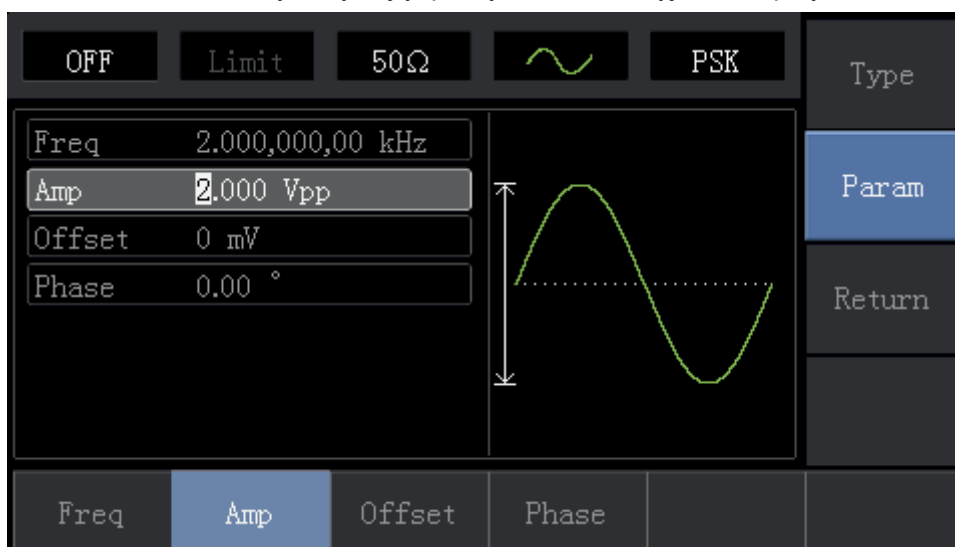 OFF Limit 50Ω PSK
Type
Freq 2.000,000,00 kHz
Amp 2.000 Vpp
Offset 0 mV
Phase 0.00 °
Param
Return
Freq Amp Offset Phase